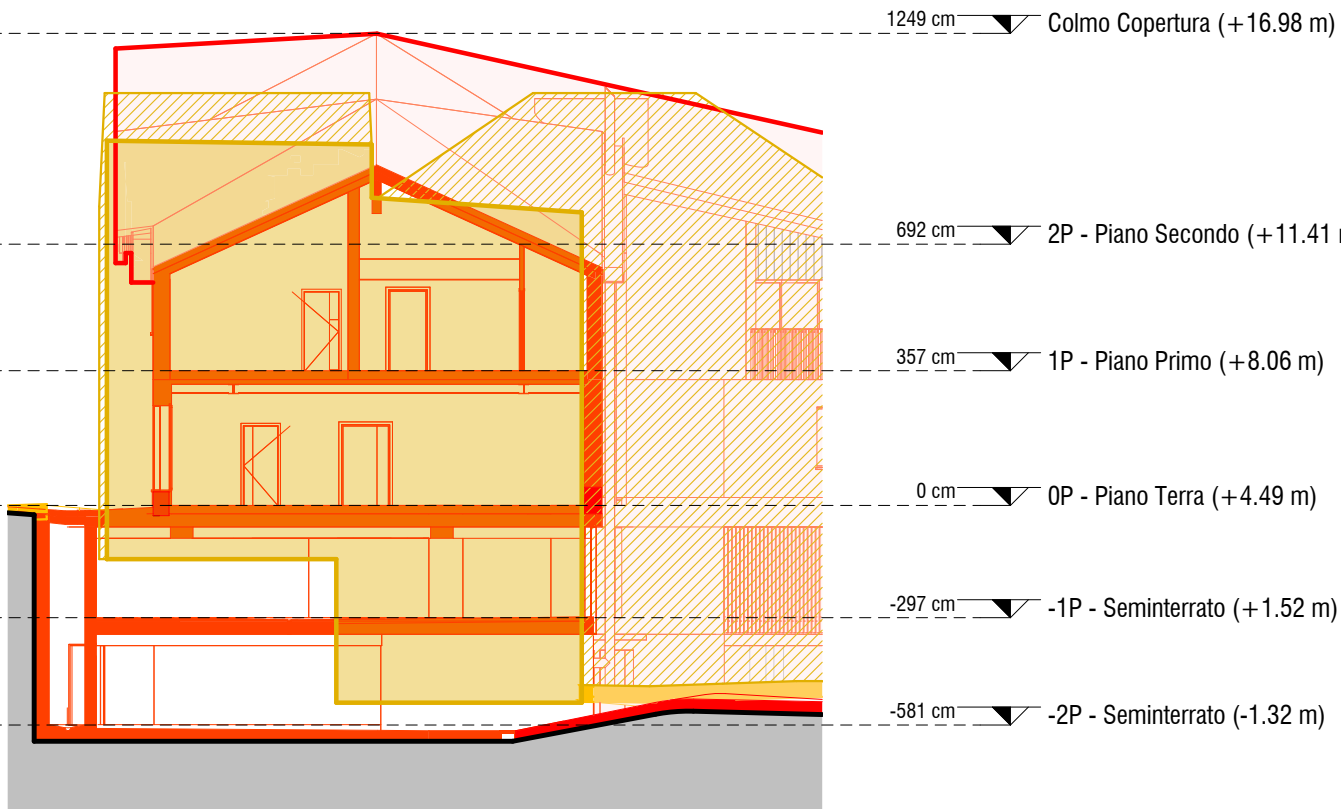 1249 cm Colmo Copertura (+16.98 m)
692 cm 2P - Piano Secondo (+11.41
357 cm 1P - Piano Primo (+8.06 m)
0 cm 0P - Piano Terra (+4.49 m)
-297 cm -1P - Seminterrato (+1.52 m)
-581 cm -2P - Seminterrato (-1.32 m)